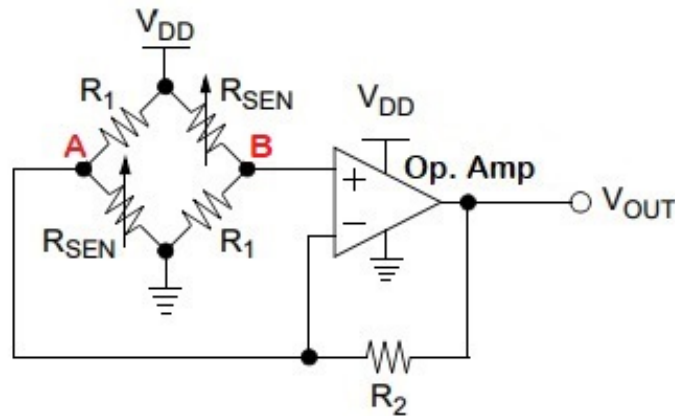 VDD
R1
RSEN
VDD
A
B
Op. Amp
+
−
VOUT
RSEN
R1
R2